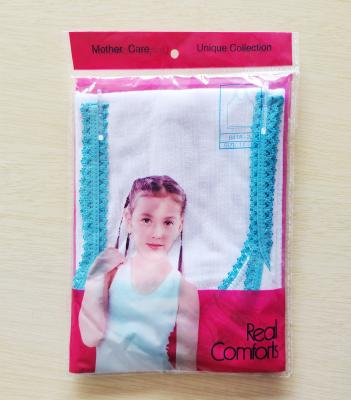 Mother Care
Unique Collection
Real
Comforts